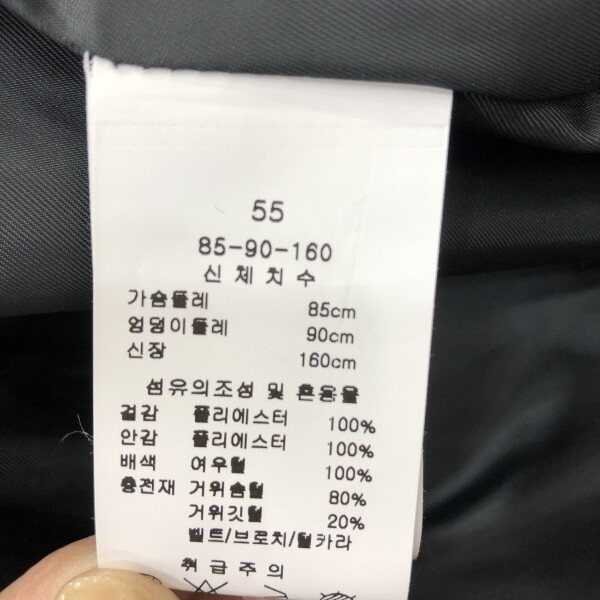 55
85-90-160
신체치수
가슴둘레 85cm
엉덩이둘레 90cm
신장 160cm
섬유의조성 및 혼용율
겉감 폴리에스터 100%
안감 폴리에스터 100%
배색 여우털 100%
충전재 거위솜털 80%
거위깃털 20%
벨트/브로치/털카라
취급주의